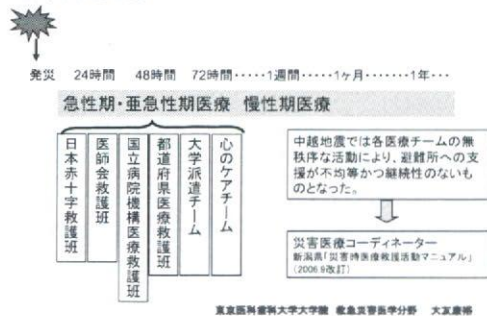 発災 24時間 48時間 72時間・・・・・1週間・・・・・1ヶ月・・・・・・・1年・・・
急性期・亜急性期医療 慢性期医療
日本赤十字救護班
医師会救護班
国立病院機構医療救護班
都道府県医療救護班
大学派遣チーム
心のケアチーム
中越地震では各医療チームの無
秩序な活動により、避難所への支
援が不均等かつ継続性のないも
のとなった。
災害医療コーディネーター
新潟県「災害時医療救護活動マニュアル」
(2006.9改訂)
東京医科歯科大学大学院 救急災害医学分野 大友康裕